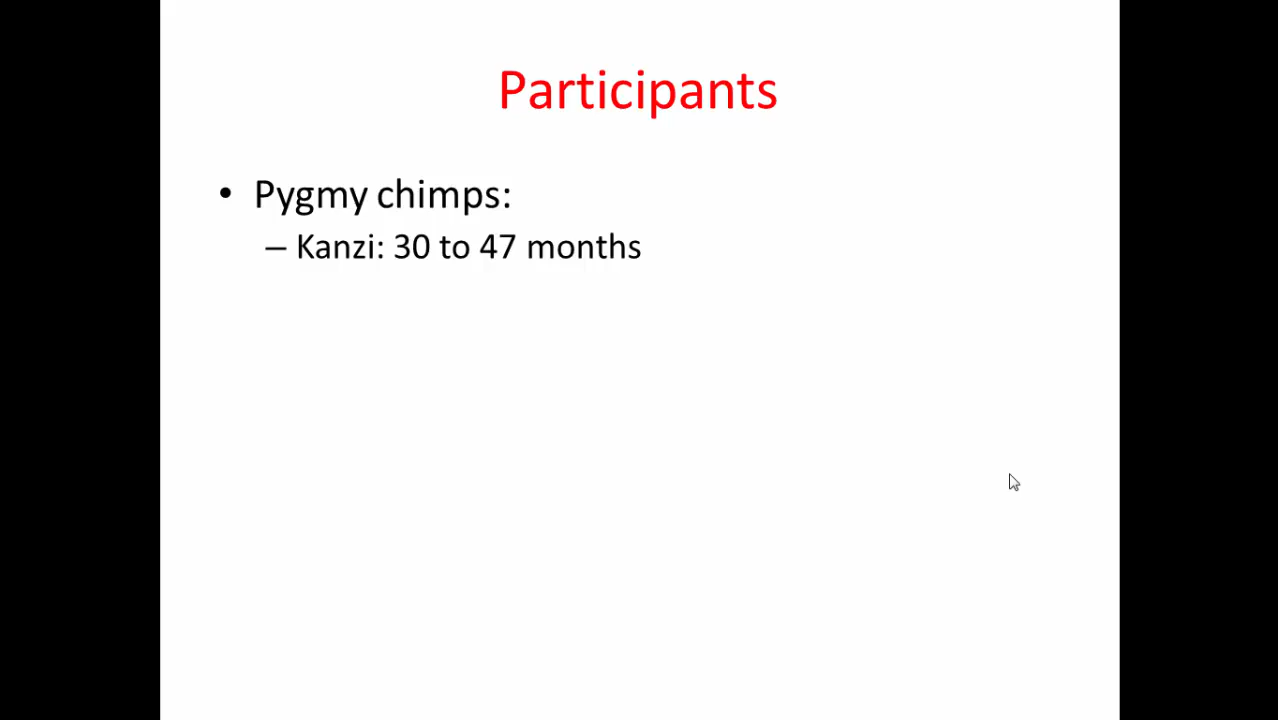 Participants
• Pygmy chimps:
– Kanzi: 30 to 47 months